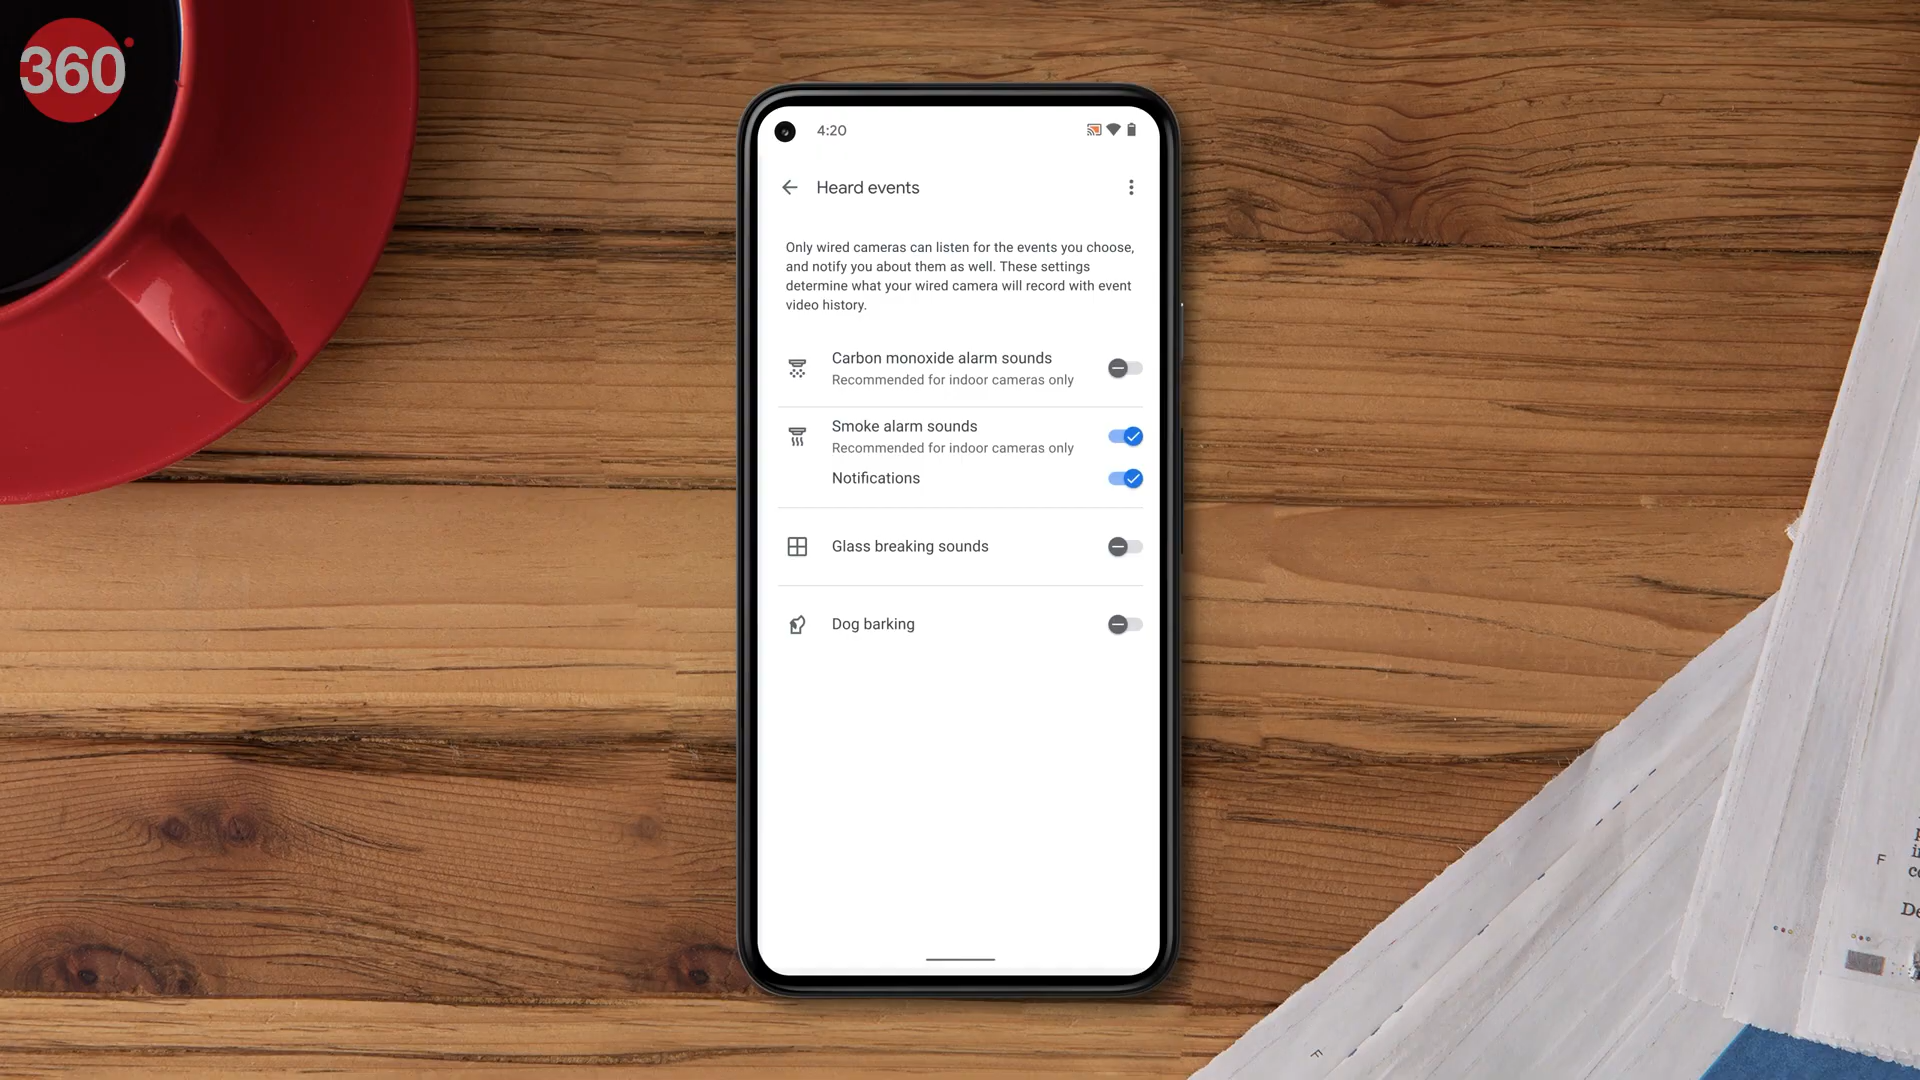 360°
4:20
Heard events
Only wired cameras can listen for the events you choose,
and notify you about them as well. These settings
determine what your wired camera will record with event
video history.
Carbon monoxide alarm sounds
Recommended for indoor cameras only
Smoke alarm sounds
Recommended for indoor cameras only
Notifications
Glass breaking sounds
Dog barking
F
F